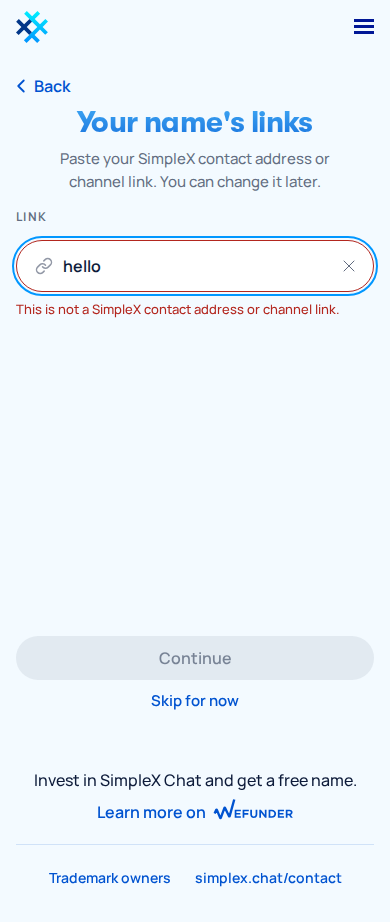 Back
Your name's links
Paste your SimpleX contact address or
channel link. You can change it later.
LINK
hello
This is not a SimpleX contact address or channel link.
Continue
Skip for now
Invest in SimpleX Chat and get a free name.
Learn more on WEFUNDER
Trademark owners simplex.chat/contact